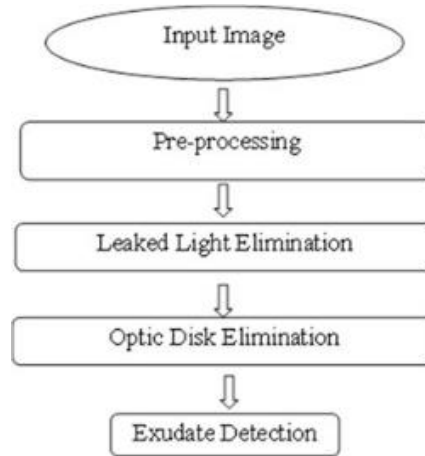 Input Image
Pre-processing
Leaked Light Elimination
Optic Disk Elimination
Exudate Detection